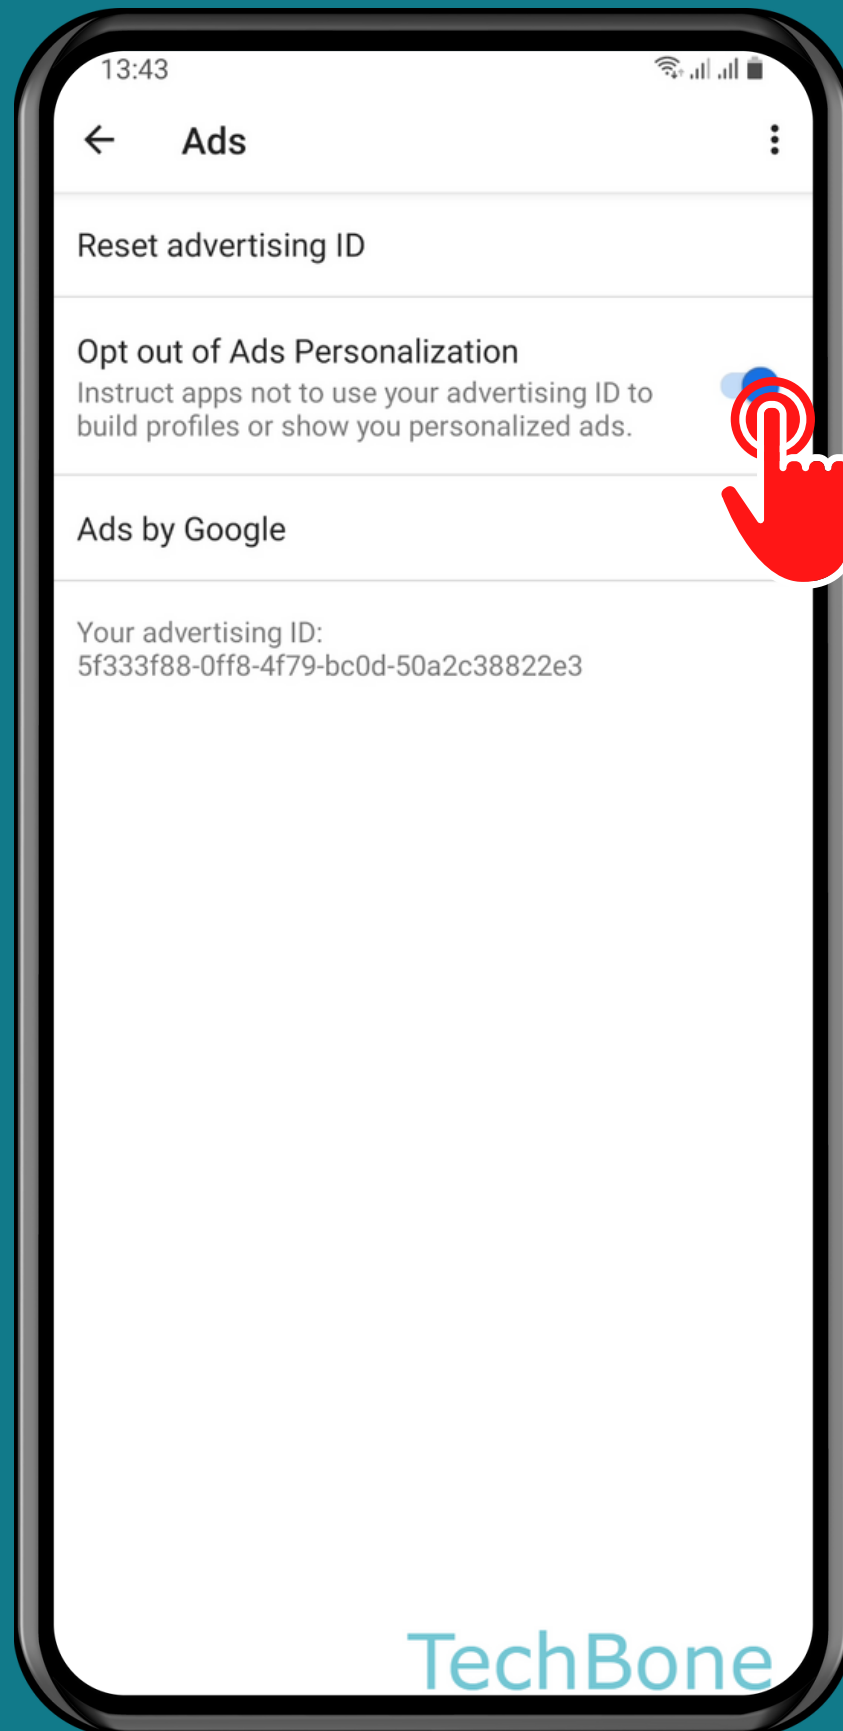 13:43
Ads
Reset advertising ID
Opt out of Ads Personalization
Instruct apps not to use your advertising ID to
build profiles or show you personalized ads.
Ads by Google
Your advertising ID:
5f333f88-0ff8-4f79-bc0d-50a2c38822e3
TechBone